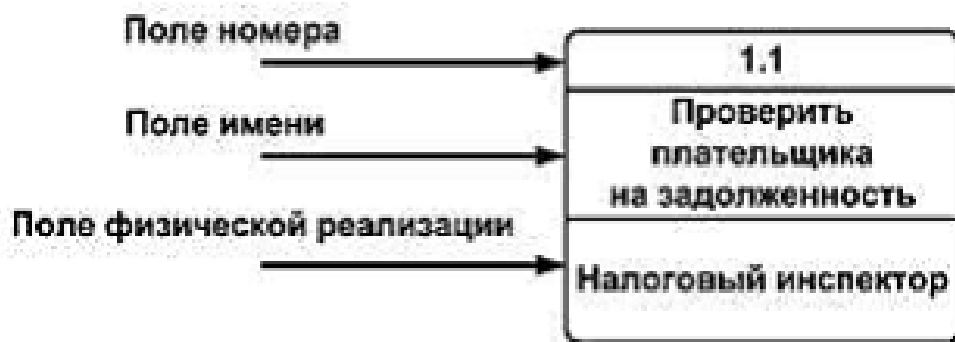 Поле номера
1.1
Поле имени
Проверить
плательщика
на задолженность
Поле физической реализации
Налоговый инспектор